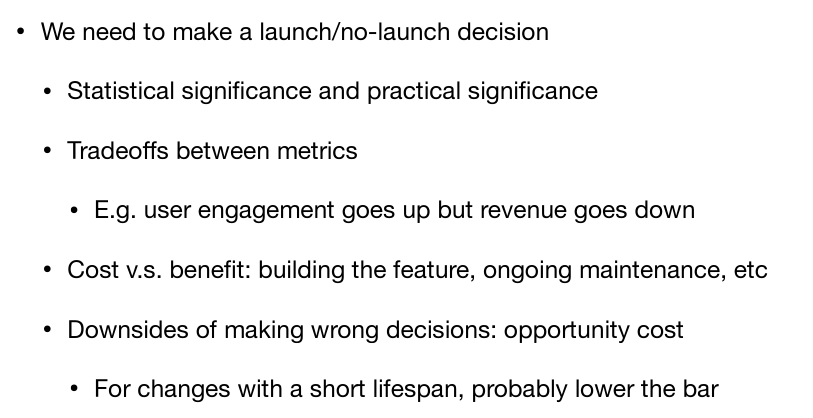 • We need to make a launch/no-launch decision
• Statistical significance and practical significance
• Tradeoffs between metrics
• E.g. user engagement goes up but revenue goes down
• Cost v.s. benefit: building the feature, ongoing maintenance, etc
• Downsides of making wrong decisions: opportunity cost
• For changes with a short lifespan, probably lower the bar